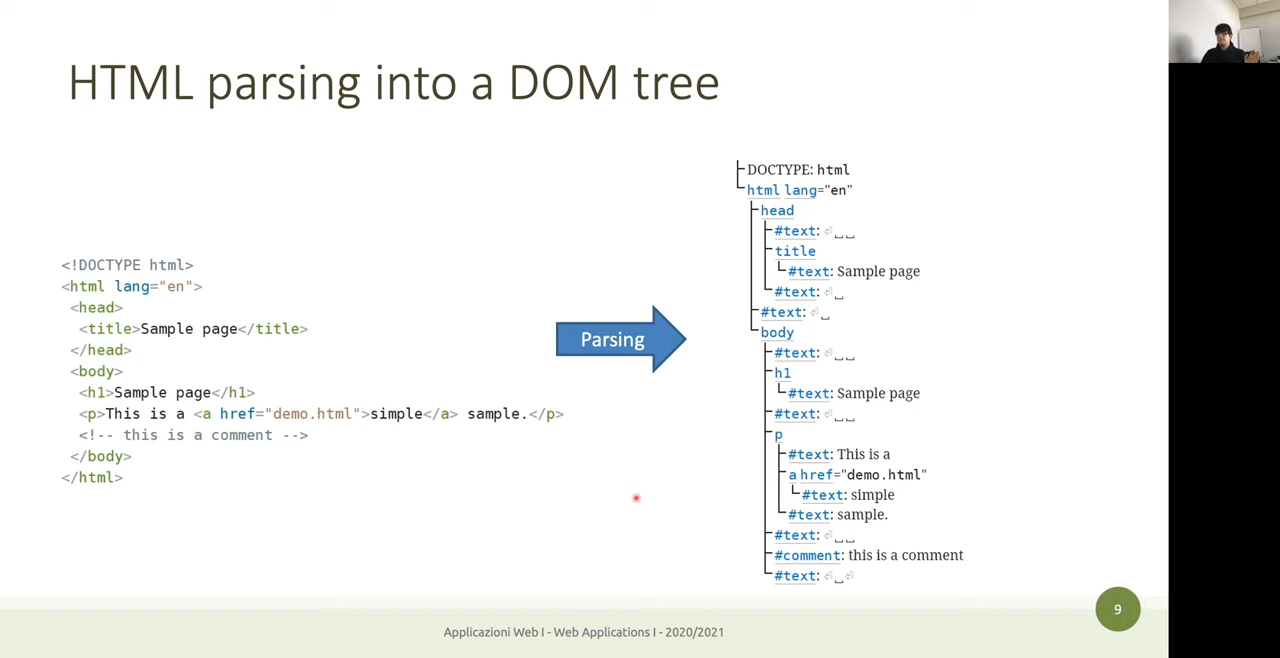 HTML parsing into a DOM tree
<!DOCTYPE html>
<html lang="en">
<head>
<title>Sample page</title>
</head>
<body>
<h1>Sample page</h1>
<p>This is a <a href="demo.html">simple</a> sample.</p>
<!-- this is a comment -->
</body>
</html>
Parsing
DOCTYPE: html
html lang="en"
head
#text: ⏎␣␣
title
#text: Sample page
#text: ⏎␣
#text: ⏎␣
body
#text: ⏎␣␣
h1
#text: Sample page
#text: ⏎␣␣
p
#text: This is a
a href="demo.html"
#text: simple
#text: sample.
#text: ⏎␣␣
#comment: this is a comment
#text: ⏎␣⏎
9
Applicazioni Web I - Web Applications I - 2020/2021